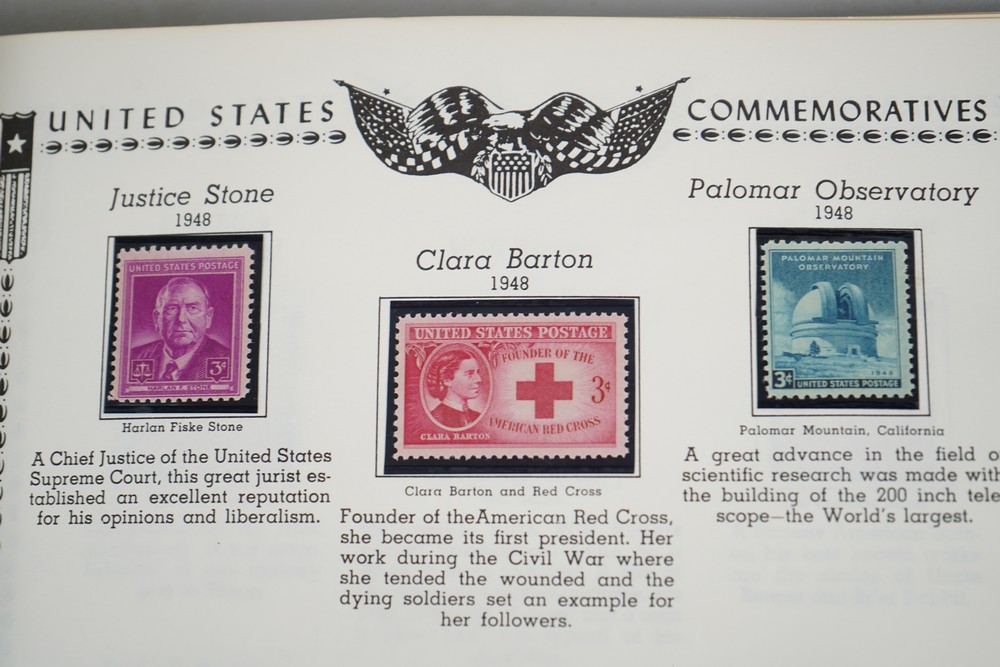 UNITED STATES
COMMEMORATIVES
Justice Stone
1948
UNITED STATES POSTAGE
3¢
HARLAN F. STONE
Harlan Fiske Stone
A Chief Justice of the United States
Supreme Court, this great jurist es-
tablished an excellent reputation
for his opinions and liberalism.
Clara Barton
1948
UNITED STATES POSTAGE
FOUNDER OF THE
3¢
AMERICAN RED CROSS
CLARA BARTON
Clara Barton and Red Cross
Founder of theAmerican Red Cross,
she became its first president. Her
work during the Civil War where
she tended the wounded and the
dying soldiers set an example for
her followers.
Palomar Observatory
1948
PALOMAR MOUNTAIN
OBSERVATORY
1948
3¢ UNITED STATES POSTAGE
Palomar Mountain, California
A great advance in the field o
scientific research was made with
the building of the 200 inch tele
scope—the World's largest.